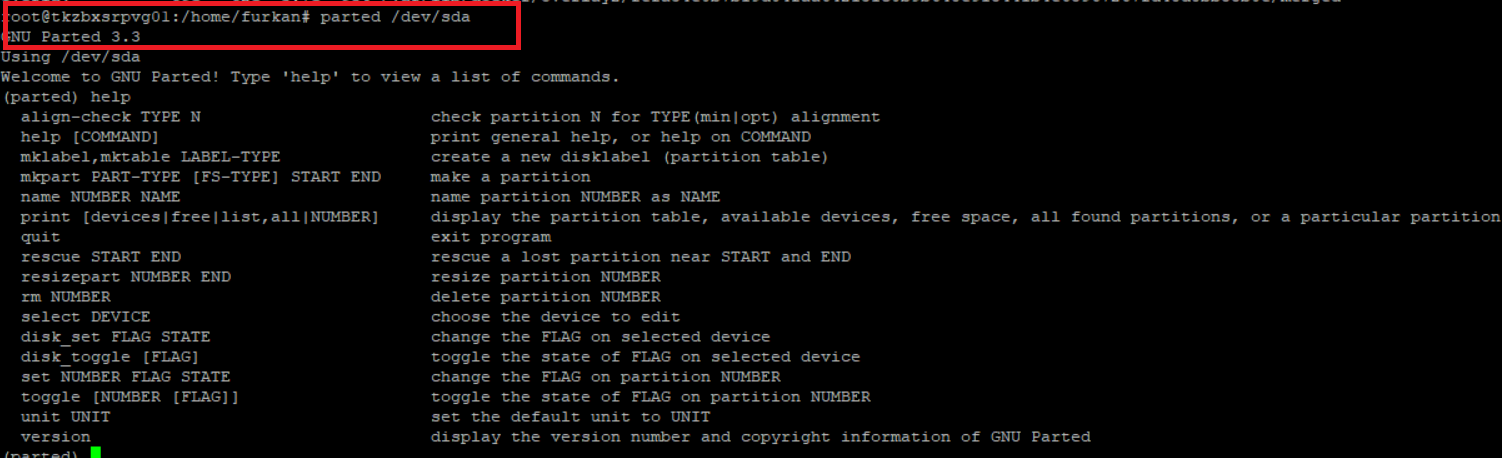 root@tkzbxsrpvg01:/home/furkan# parted /dev/sda
GNU Parted 3.3
Using /dev/sda
Welcome to GNU Parted! Type 'help' to view a list of commands.
(parted) help
align-check TYPE N check partition N for TYPE(min|opt) alignment
help [COMMAND] print general help, or help on COMMAND
mklabel,mktable LABEL-TYPE create a new disklabel (partition table)
mkpart PART-TYPE [FS-TYPE] START END make a partition
name NUMBER NAME name partition NUMBER as NAME
print [devices|free|list,all|NUMBER] display the partition table, available devices, free space, all found partitions, or a particular partition
quit exit program
rescue START END rescue a lost partition near START and END
resizepart NUMBER END resize partition NUMBER
rm NUMBER delete partition NUMBER
select DEVICE choose the device to edit
disk_set FLAG STATE change the FLAG on selected device
disk_toggle [FLAG] toggle the state of FLAG on selected device
set NUMBER FLAG STATE change the FLAG on partition NUMBER
toggle [NUMBER [FLAG]] toggle the state of FLAG on partition NUMBER
unit UNIT set the default unit to UNIT
version display the version number and copyright information of GNU Parted
(parted)